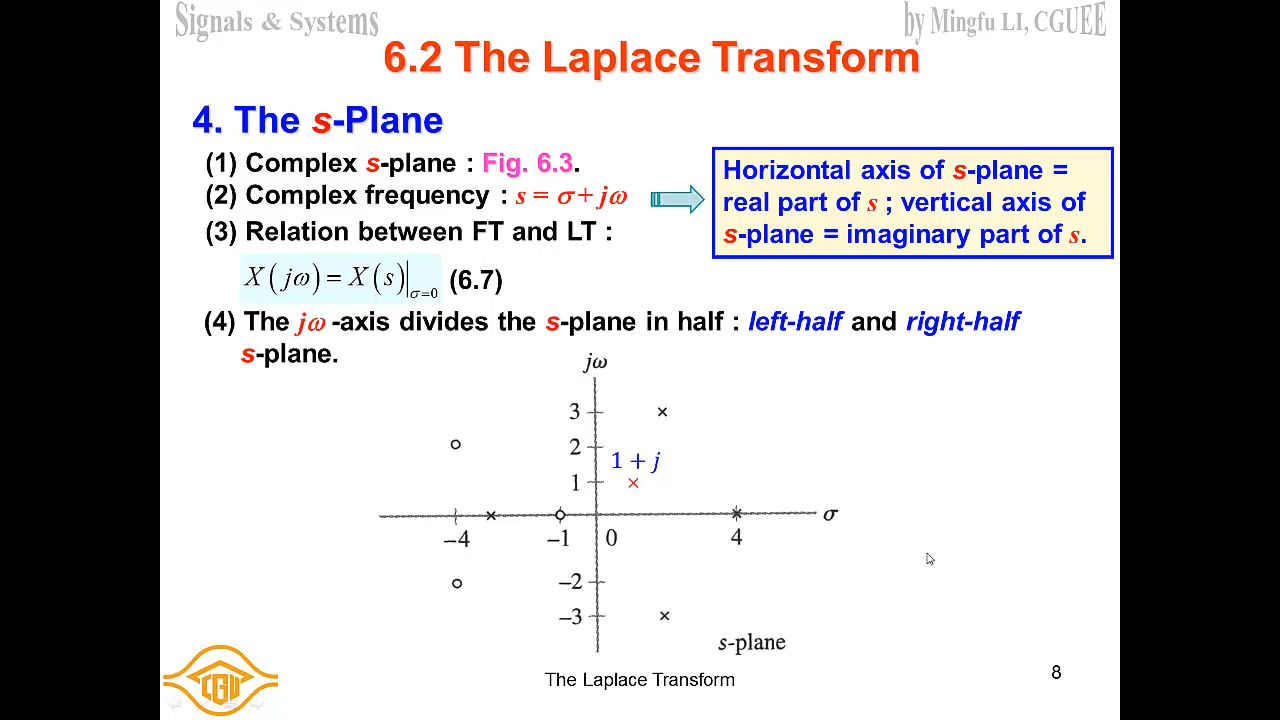 Signals & Systems
by Mingfu LI, CGUEE
6.2 The Laplace Transform
4. The s-Plane
(1) Complex s-plane : Fig. 6.3.
(2) Complex frequency : s = σ + jω
Horizontal axis of s-plane =
real part of s ; vertical axis of
s-plane = imaginary part of s.
(3) Relation between FT and LT :
X(jω) = X(s)|σ=0 (6.7)
(4) The jω -axis divides the s-plane in half : left-half and right-half
s-plane.
jω
3
2
1 + j
1
σ
−4 −1 0 4
−2
−3
s-plane
CGU
The Laplace Transform
8